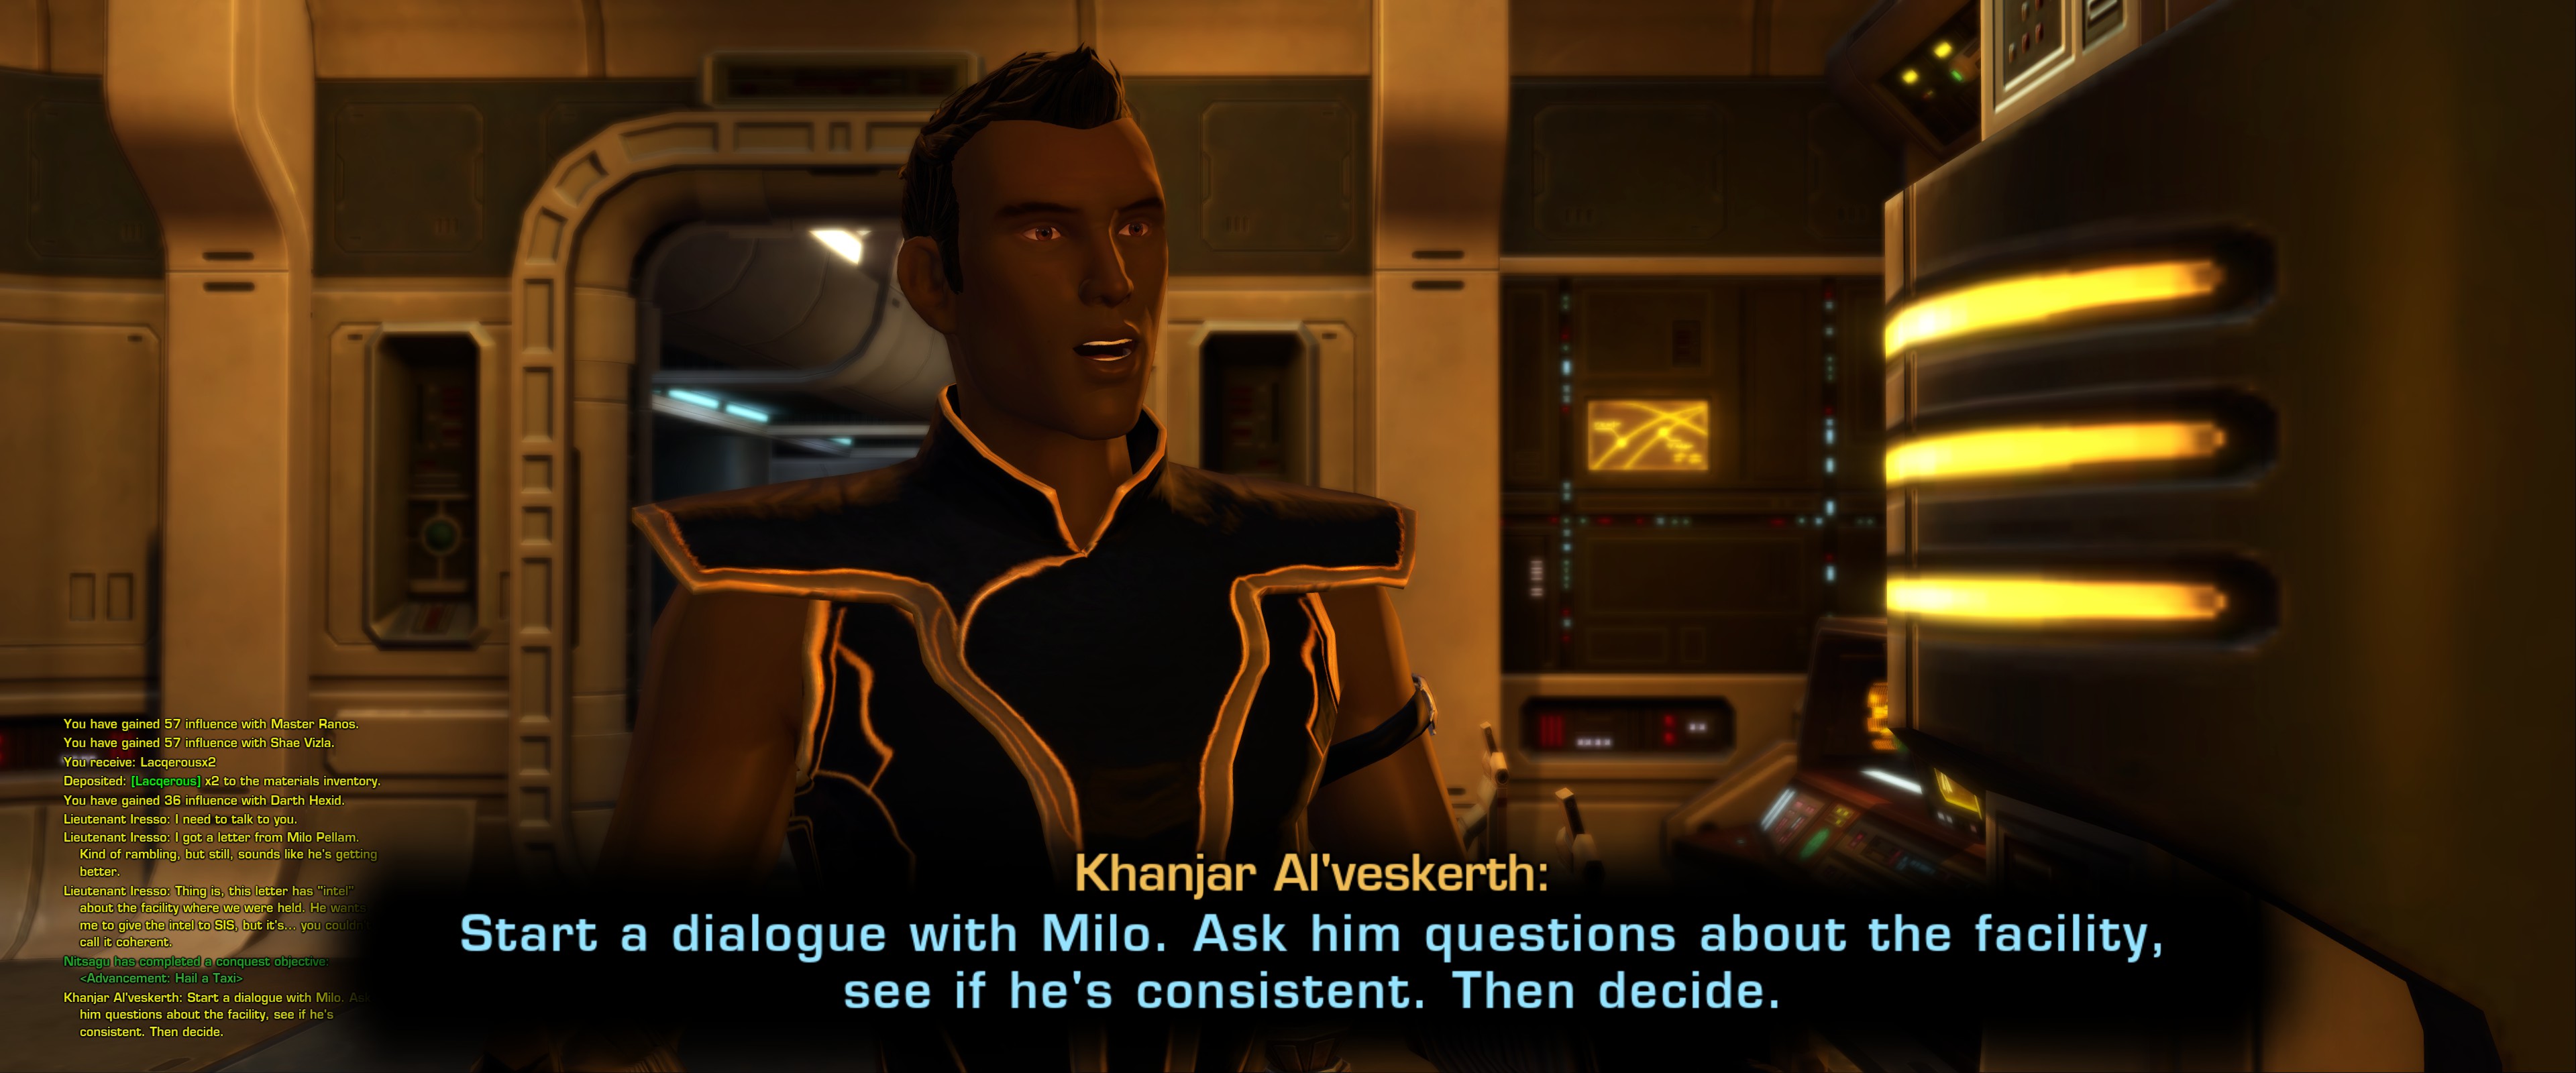 You have gained 57 influence with Master Ranos.
You have gained 57 influence with Shae Vizla.
You receive: Lacqerousx2
Deposited: [Lacqerous] x2 to the materials inventory.
You have gained 36 influence with Darth Hexid.
Lieutenant Iresso: I need to talk to you.
Lieutenant Iresso: I got a letter from Milo Pellam.
Kind of rambling, but still, sounds like he's getting
better.
Lieutenant Iresso: Thing is, this letter has "intel"
about the facility where we were held. He wants
me to give the intel to SIS, but it's... you couldn't
call it coherent.
Nitsagu has completed a conquest objective:
<Advancement: Hail a Taxi>
Khanjar Al'veskerth: Start a dialogue with Milo. Ask
him questions about the facility, see if he's
consistent. Then decide.
Khanjar Al'veskerth:
Start a dialogue with Milo. Ask him questions about the facility,
see if he's consistent. Then decide.